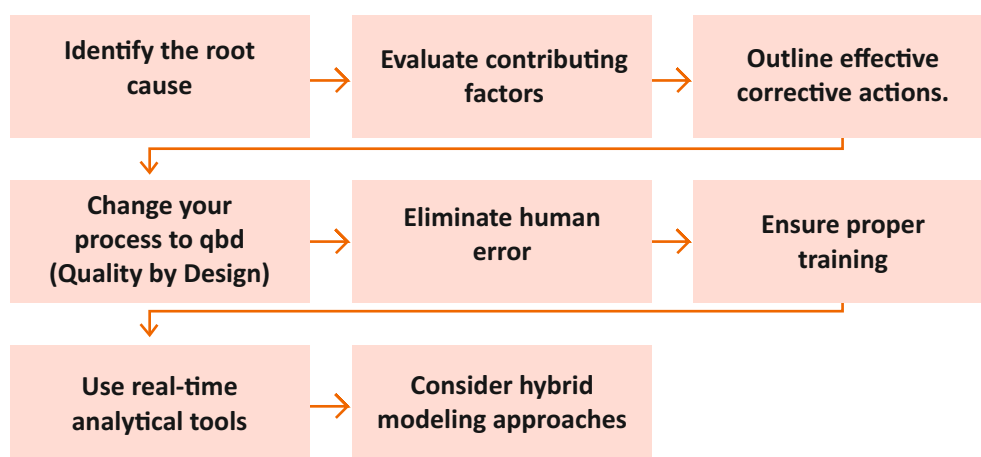 Identify the root
cause
Evaluate contributing
factors
Outline effective
corrective actions.
Change your
process to qbd
(Quality by Design)
Eliminate human
error
Ensure proper
training
Use real-time
analytical tools
Consider hybrid
modeling approaches